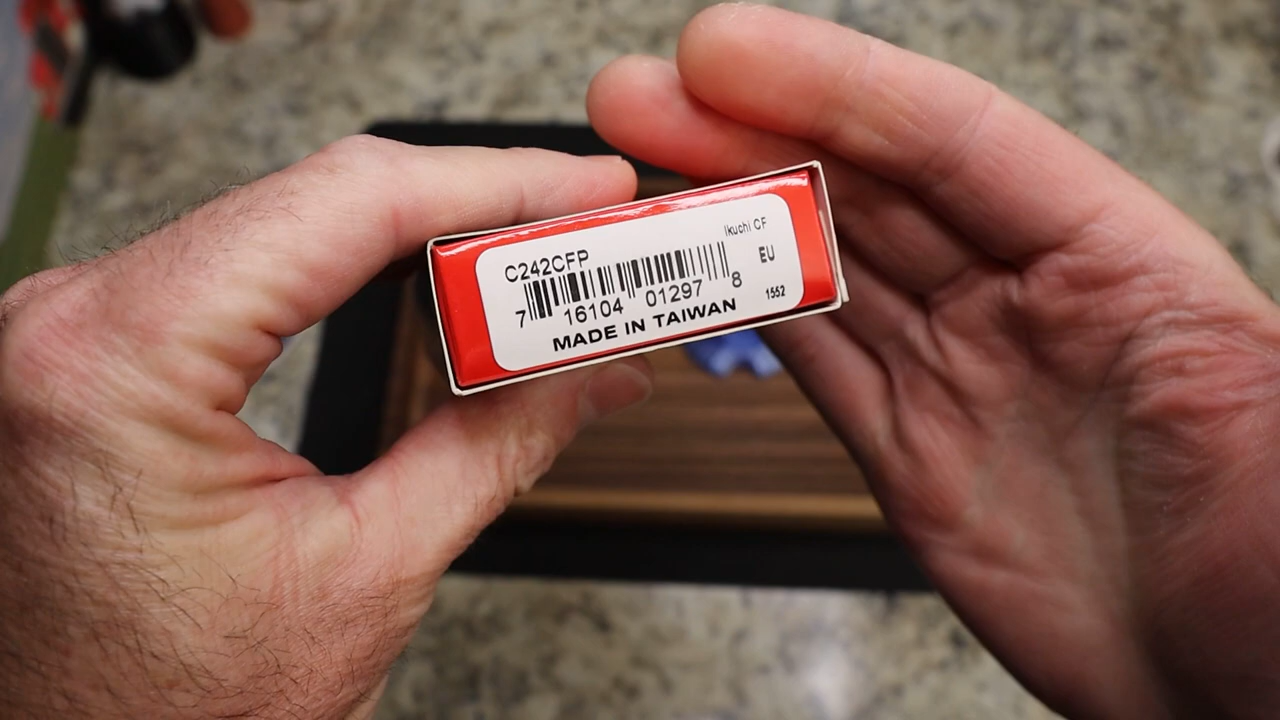 Ikuchi CF
C242CFP
EU
7 16104 01297 8
1552
MADE IN TAIWAN